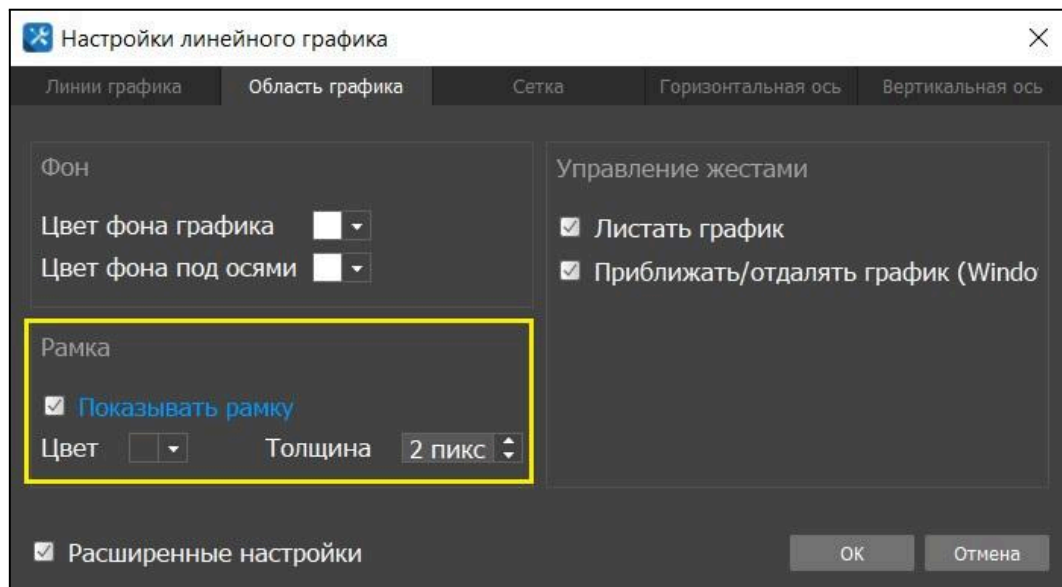 Настройки линейного графика
Линии графика Область графика Сетка Горизонтальная ось Вертикальная ось
Фон
Цвет фона графика
Цвет фона под осями
Рамка
Показывать рамку
Цвет Толщина 2 пикс
Управление жестами
Листать график
Приближать/отдалять график (Windo
Расширенные настройки
ОК Отмена